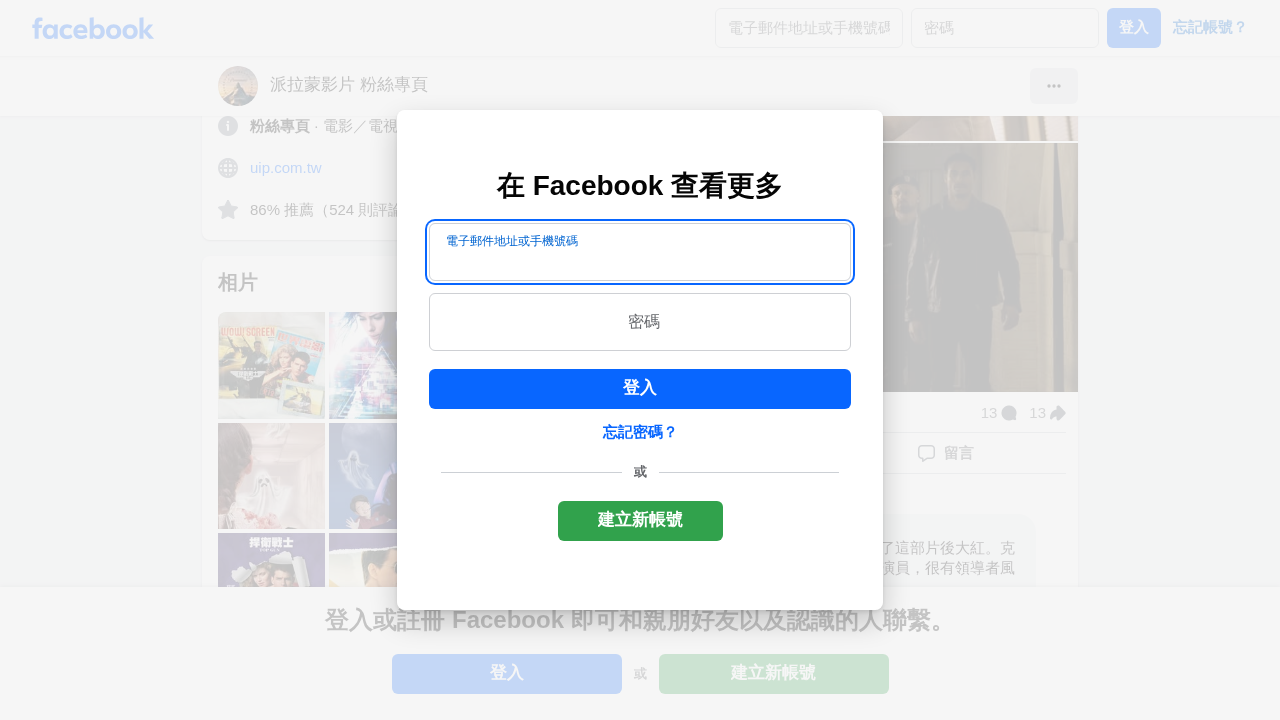 facebook
電子郵件地址或手機號碼
密碼
登入
忘記帳號？
派拉蒙影片 粉絲專頁
粉絲專頁 · 電影／電視
uip.com.tw
86% 推薦（524 則評論
相片
在 Facebook 查看更多
電子郵件地址或手機號碼
密碼
登入
忘記密碼？
或
建立新帳號
13
13
留言
了這部片後大紅。克
演員，很有領導者風
捍衛戰士
登入或註冊 Facebook 即可和親朋好友以及認識的人聯繫。
登入
或
建立新帳號